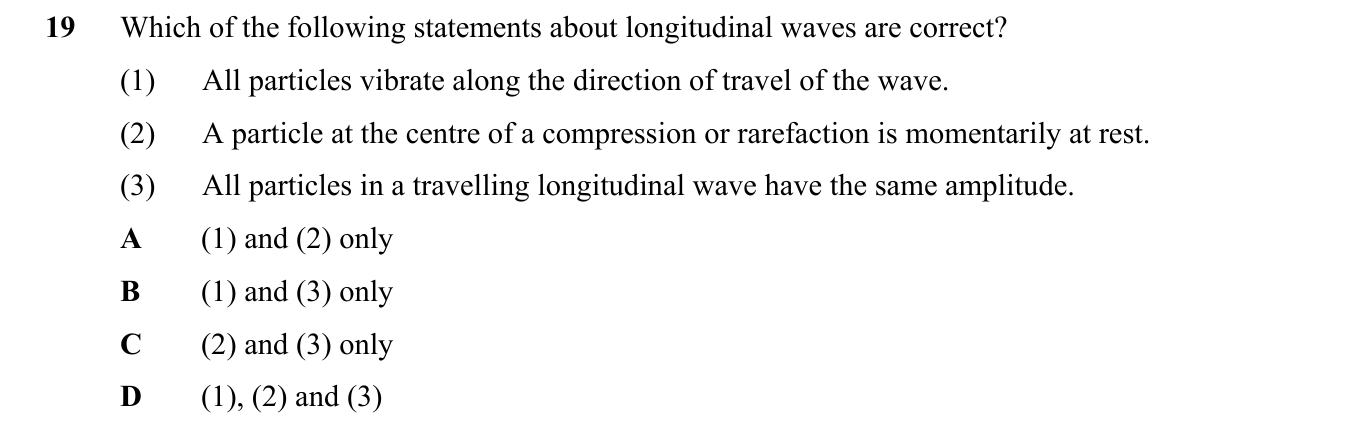 19 Which of the following statements about longitudinal waves are correct?
(1) All particles vibrate along the direction of travel of the wave.
(2) A particle at the centre of a compression or rarefaction is momentarily at rest.
(3) All particles in a travelling longitudinal wave have the same amplitude.
A (1) and (2) only
B (1) and (3) only
C (2) and (3) only
D (1), (2) and (3)